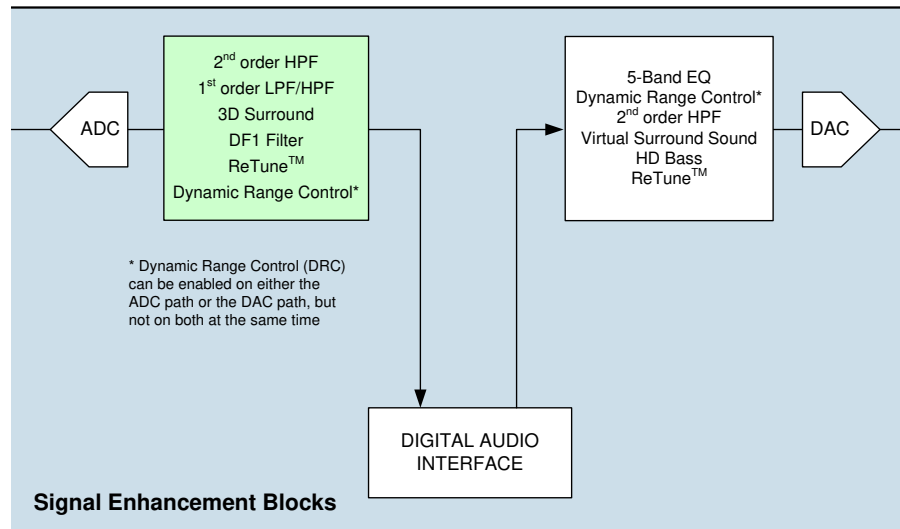 ADC
2nd order HPF
1st order LPF/HPF
3D Surround
DF1 Filter
ReTune™
Dynamic Range Control*
5-Band EQ
Dynamic Range Control*
2nd order HPF
Virtual Surround Sound
HD Bass
ReTune™
DAC
* Dynamic Range Control (DRC)
can be enabled on either the
ADC path or the DAC path, but
not on both at the same time
DIGITAL AUDIO
INTERFACE
Signal Enhancement Blocks